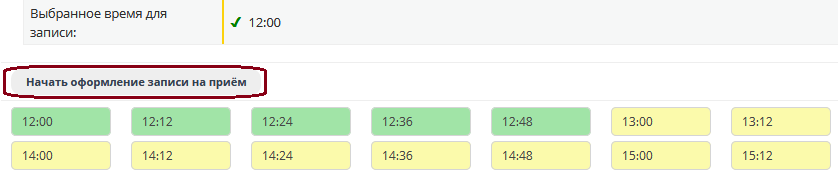 Выбранное время для
записи:
12:00
Начать оформление записи на приём
12:00 12:12 12:24 12:36 12:48 13:00 13:12
14:00 14:12 14:24 14:36 14:48 15:00 15:12